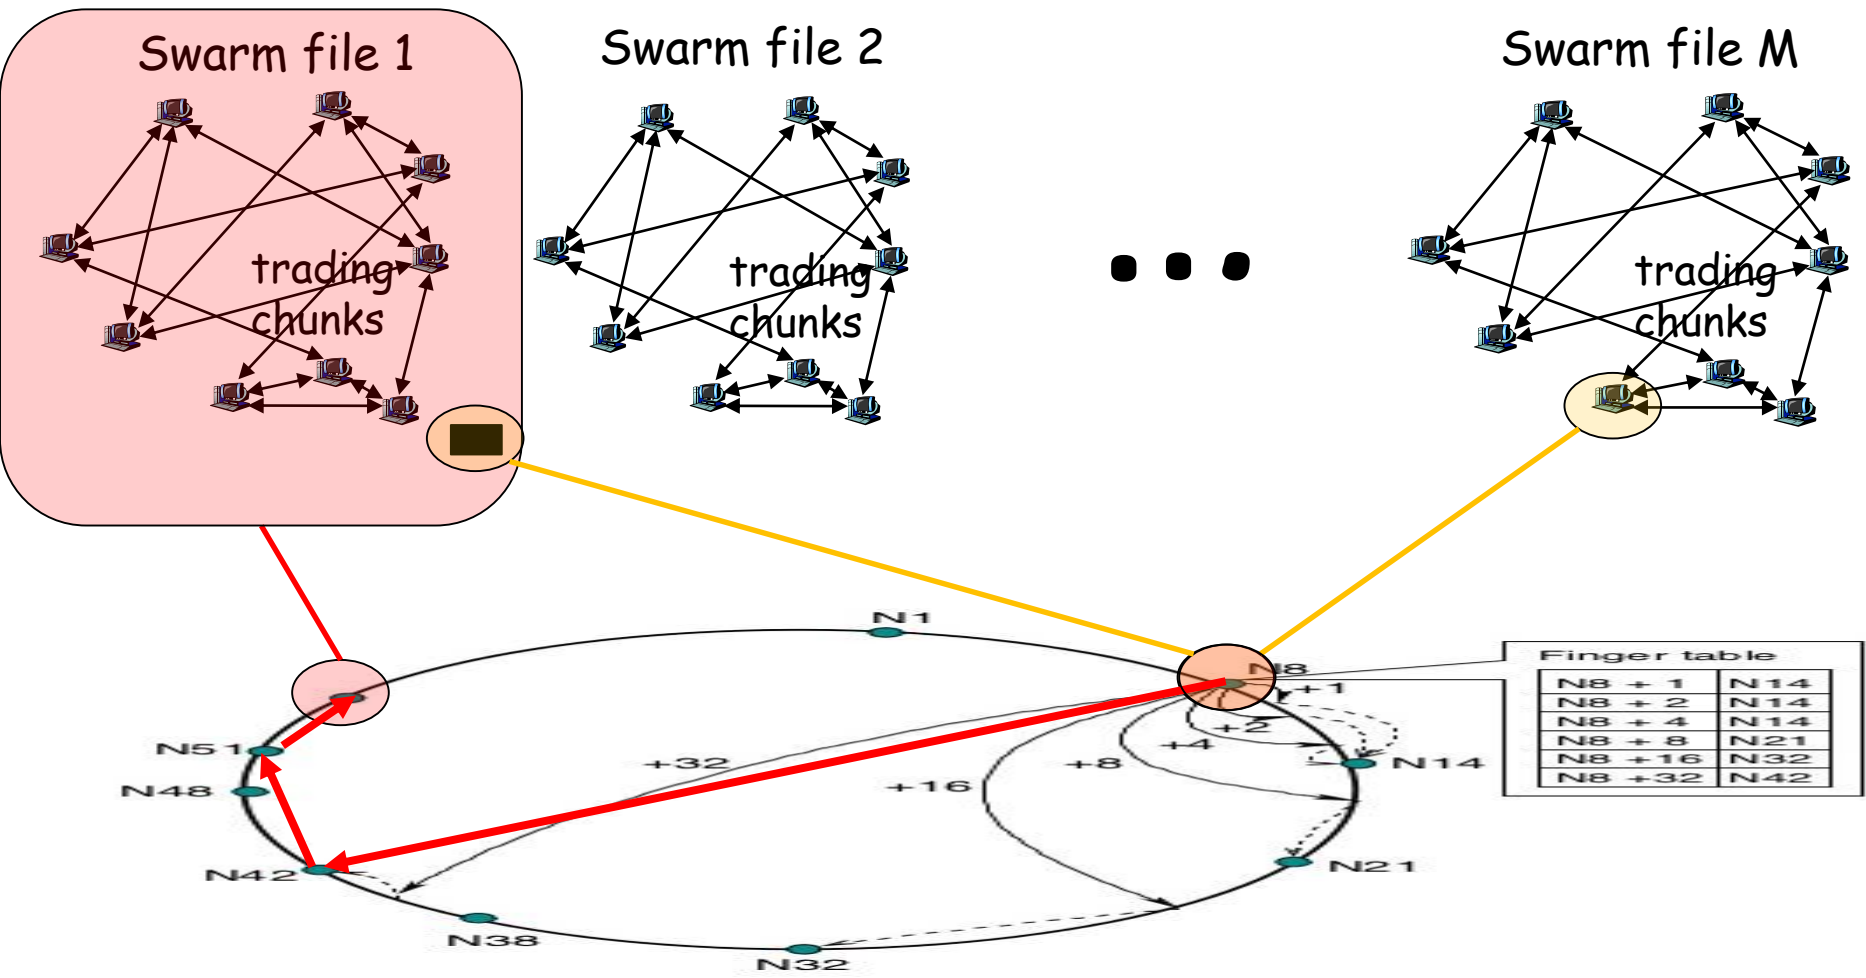 Swarm file 1
Swarm file 2
Swarm file M
trading
chunks
trading
chunks
trading
chunks
N1
N8
+1
+2
+4
+8
+16
+32
N14
N21
N32
N38
N42
N48
N51
Finger table
N8 + 1 N14
N8 + 2 N14
N8 + 4 N14
N8 + 8 N21
N8 +16 N32
N8 +32 N42